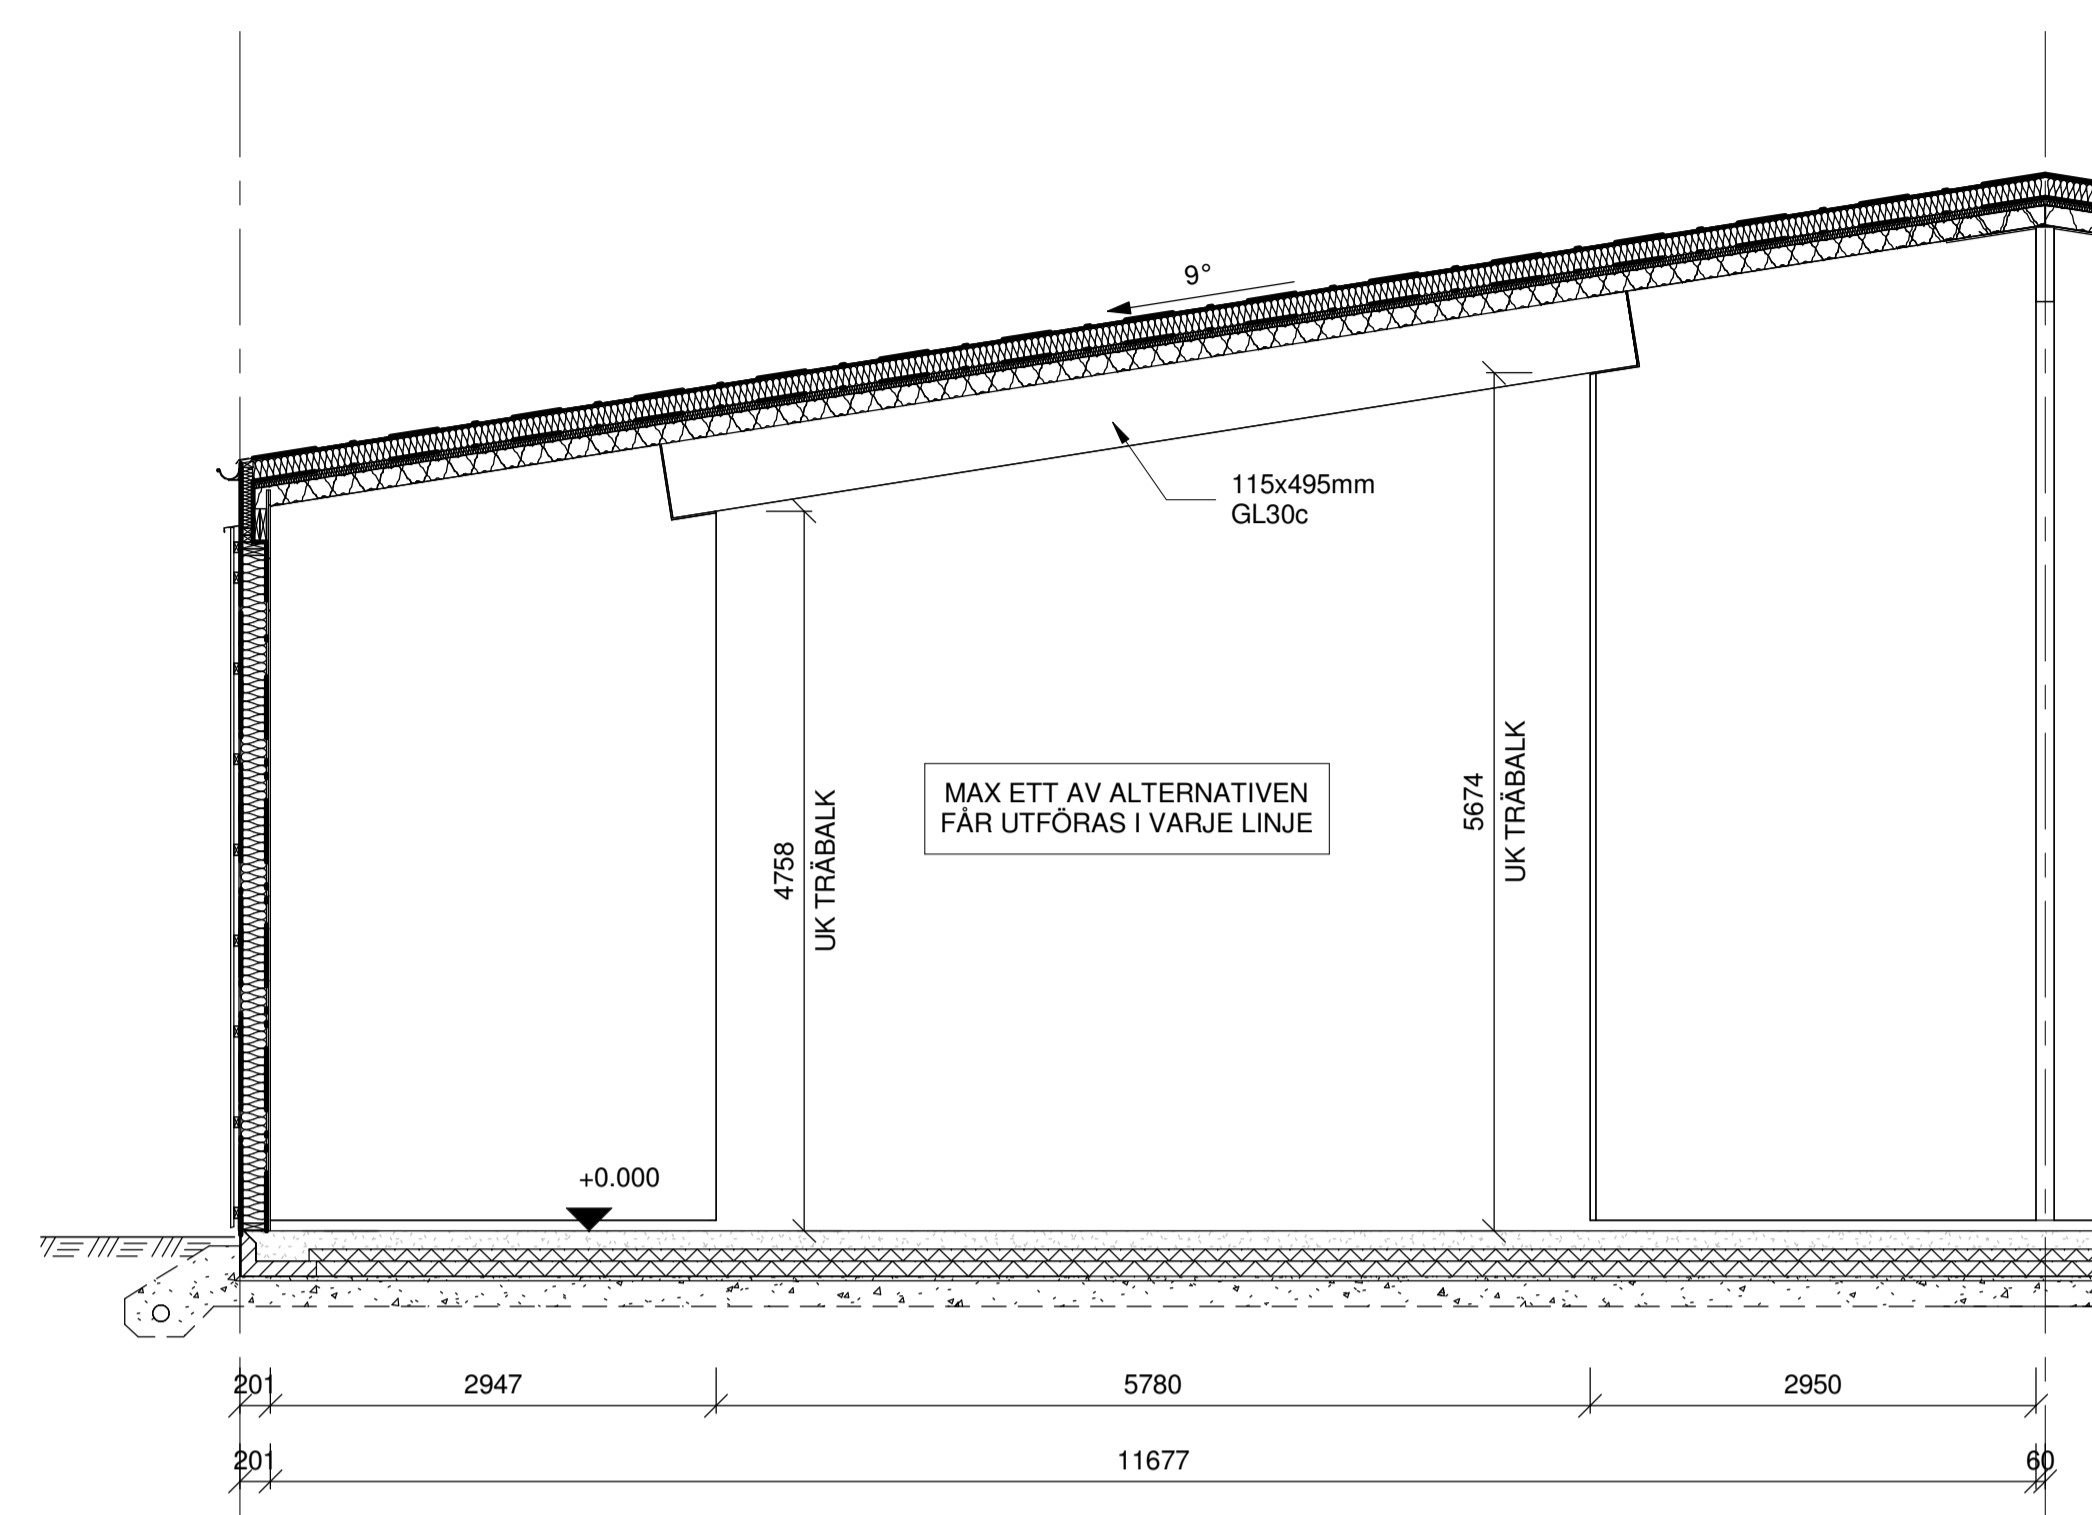 9°
115x495mm
GL30c
MAX ETT AV ALTERNATIVEN
FÅR UTFÖRAS I VARJE LINJE
4758
UK TRÄBALK
5674
UK TRÄBALK
+0.000
201 2947 5780 2950
201 11677 60